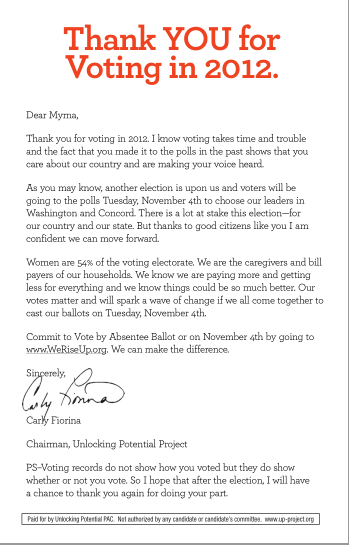 Thank YOU for
Voting in 2012.
Dear Myrna,
Thank you for voting in 2012. I know voting takes time and trouble
and the fact that you made it to the polls in the past shows that you
care about our country and are making your voice heard.
As you may know, another election is upon us and voters will be
going to the polls Tuesday, November 4th to choose our leaders in
Washington and Concord. There is a lot at stake this election–for
our country and our state. But thanks to good citizens like you I am
confident we can move forward.
Women are 54% of the voting electorate. We are the caregivers and bill
payers of our households. We know we are paying more and getting
less for everything and we know things could be so much better. Our
votes matter and will spark a wave of change if we all come together to
cast our ballots on Tuesday, November 4th.
Commit to Vote by Absentee Ballot or on November 4th by going to
www.WeRiseUp.org. We can make the difference.
Sincerely,
Carly Fiorina
Carly Fiorina
Chairman, Unlocking Potential Project
PS–Voting records do not show how you voted but they do show
whether or not you vote. So I hope that after the election, I will have
a chance to thank you again for doing your part.
Paid for by Unlocking Potential PAC. Not authorized by any candidate or candidate's committee. www.up-project.org